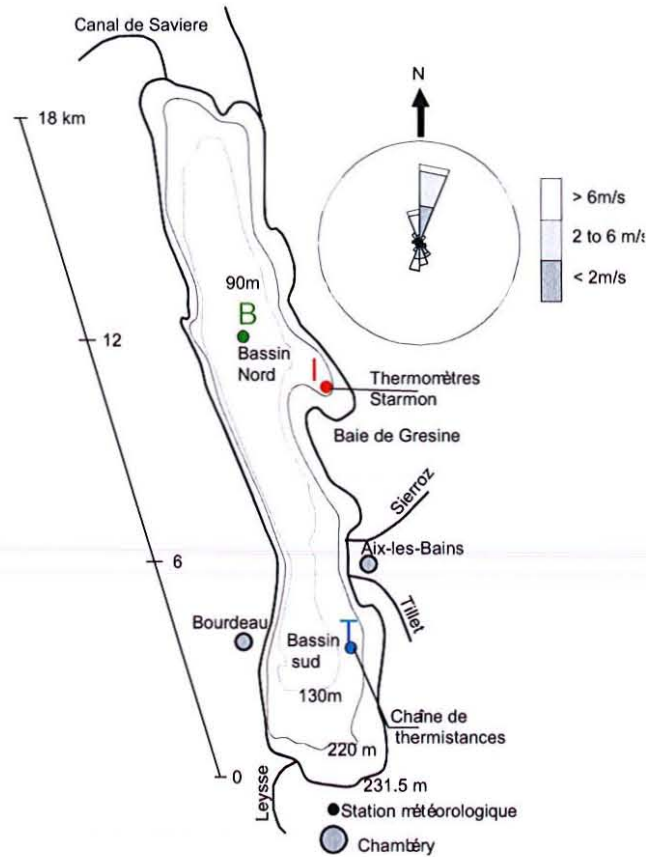 Canal de Saviere
N
18 km
> 6m/s
2 to 6 m/s
< 2m/s
90m
B
12
Bassin
Nord
I
Thermomètres
Starmon
Baie de Gresine
Sierroz
Aix-les-Bains
6
Tillet
Bourdeau
T
Bassin
sud
130m
Chaîne de
thermistances
220 m
0
231.5 m
Leysse
Station météorologique
Chambéry